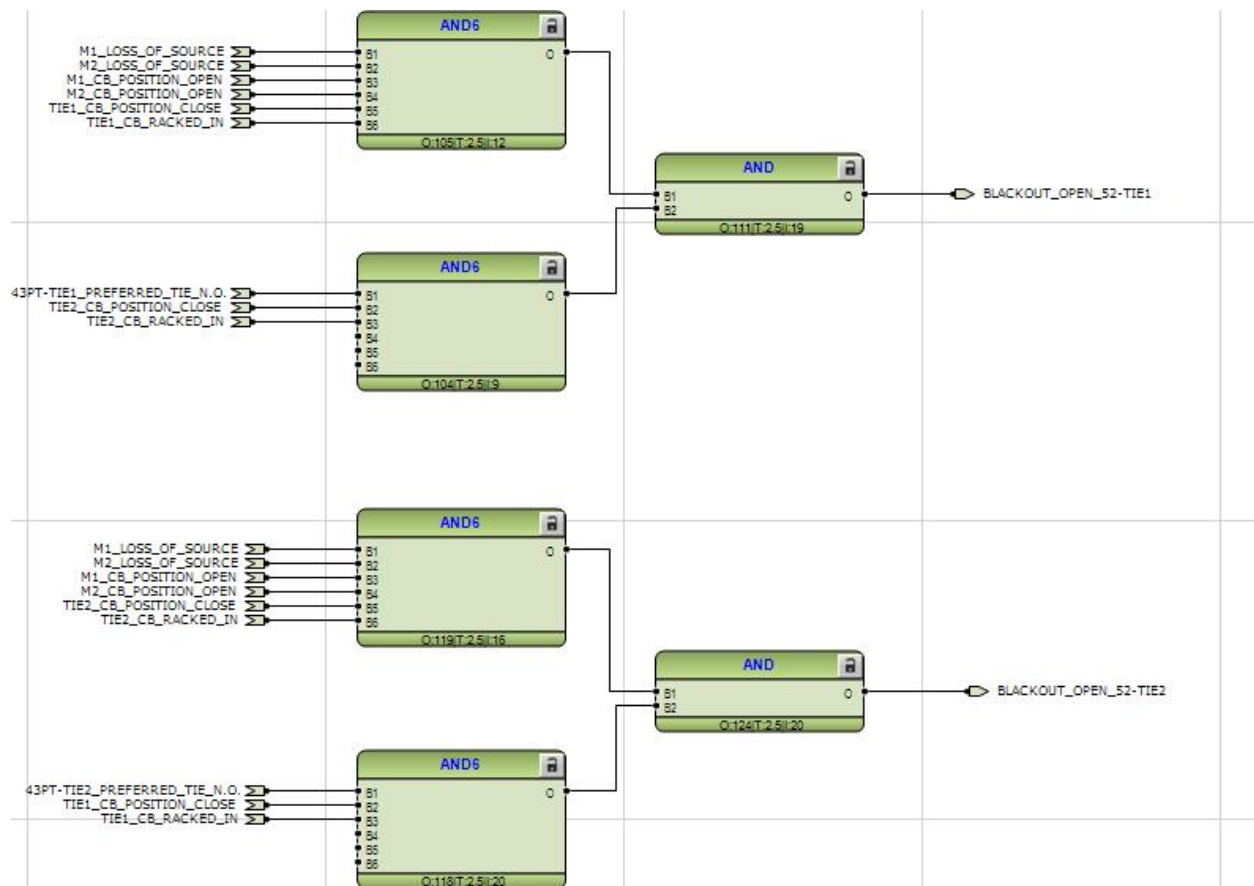 AND6
M1_LOSS_OF_SOURCE B1 O
M2_LOSS_OF_SOURCE B2
M1_CB_POSITION_OPEN B3
M2_CB_POSITION_OPEN B4
TIE1_CB_POSITION_CLOSE B5
TIE1_CB_RACKED_IN B6
O:105|T:2.5|I:12
AND
B1 O BLACKOUT_OPEN_52-TIE1
B2
O:111|T:2.5|I:19
AND6
43PT-TIE1_PREFERRED_TIE_N.O. B1 O
TIE2_CB_POSITION_CLOSE B2
TIE2_CB_RACKED_IN B3
B4
B5
B6
O:104|T:2.5|I:9
AND6
M1_LOSS_OF_SOURCE B1 O
M2_LOSS_OF_SOURCE B2
M1_CB_POSITION_OPEN B3
M2_CB_POSITION_OPEN B4
TIE2_CB_POSITION_CLOSE B5
TIE2_CB_RACKED_IN B6
O:119|T:2.5|I:16
AND
B1 O BLACKOUT_OPEN_52-TIE2
B2
O:124|T:2.5|I:20
AND6
43PT-TIE2_PREFERRED_TIE_N.O. B1 O
TIE1_CB_POSITION_CLOSE B2
TIE1_CB_RACKED_IN B3
B4
B5
B6
O:118|T:2.5|I:20